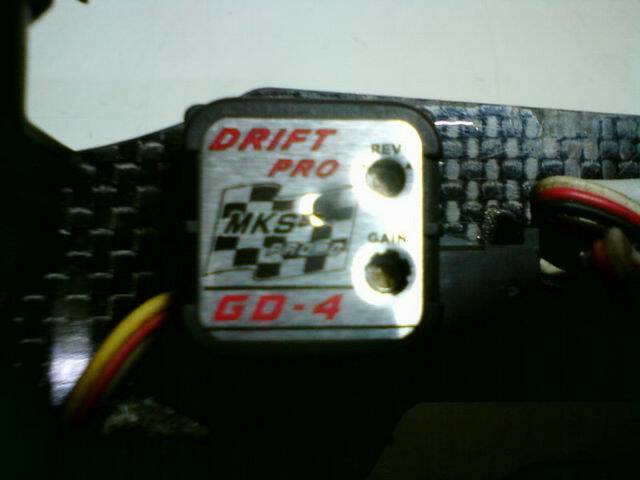 DRIFT
PRO
REV
MKS
GAIN
GD-4